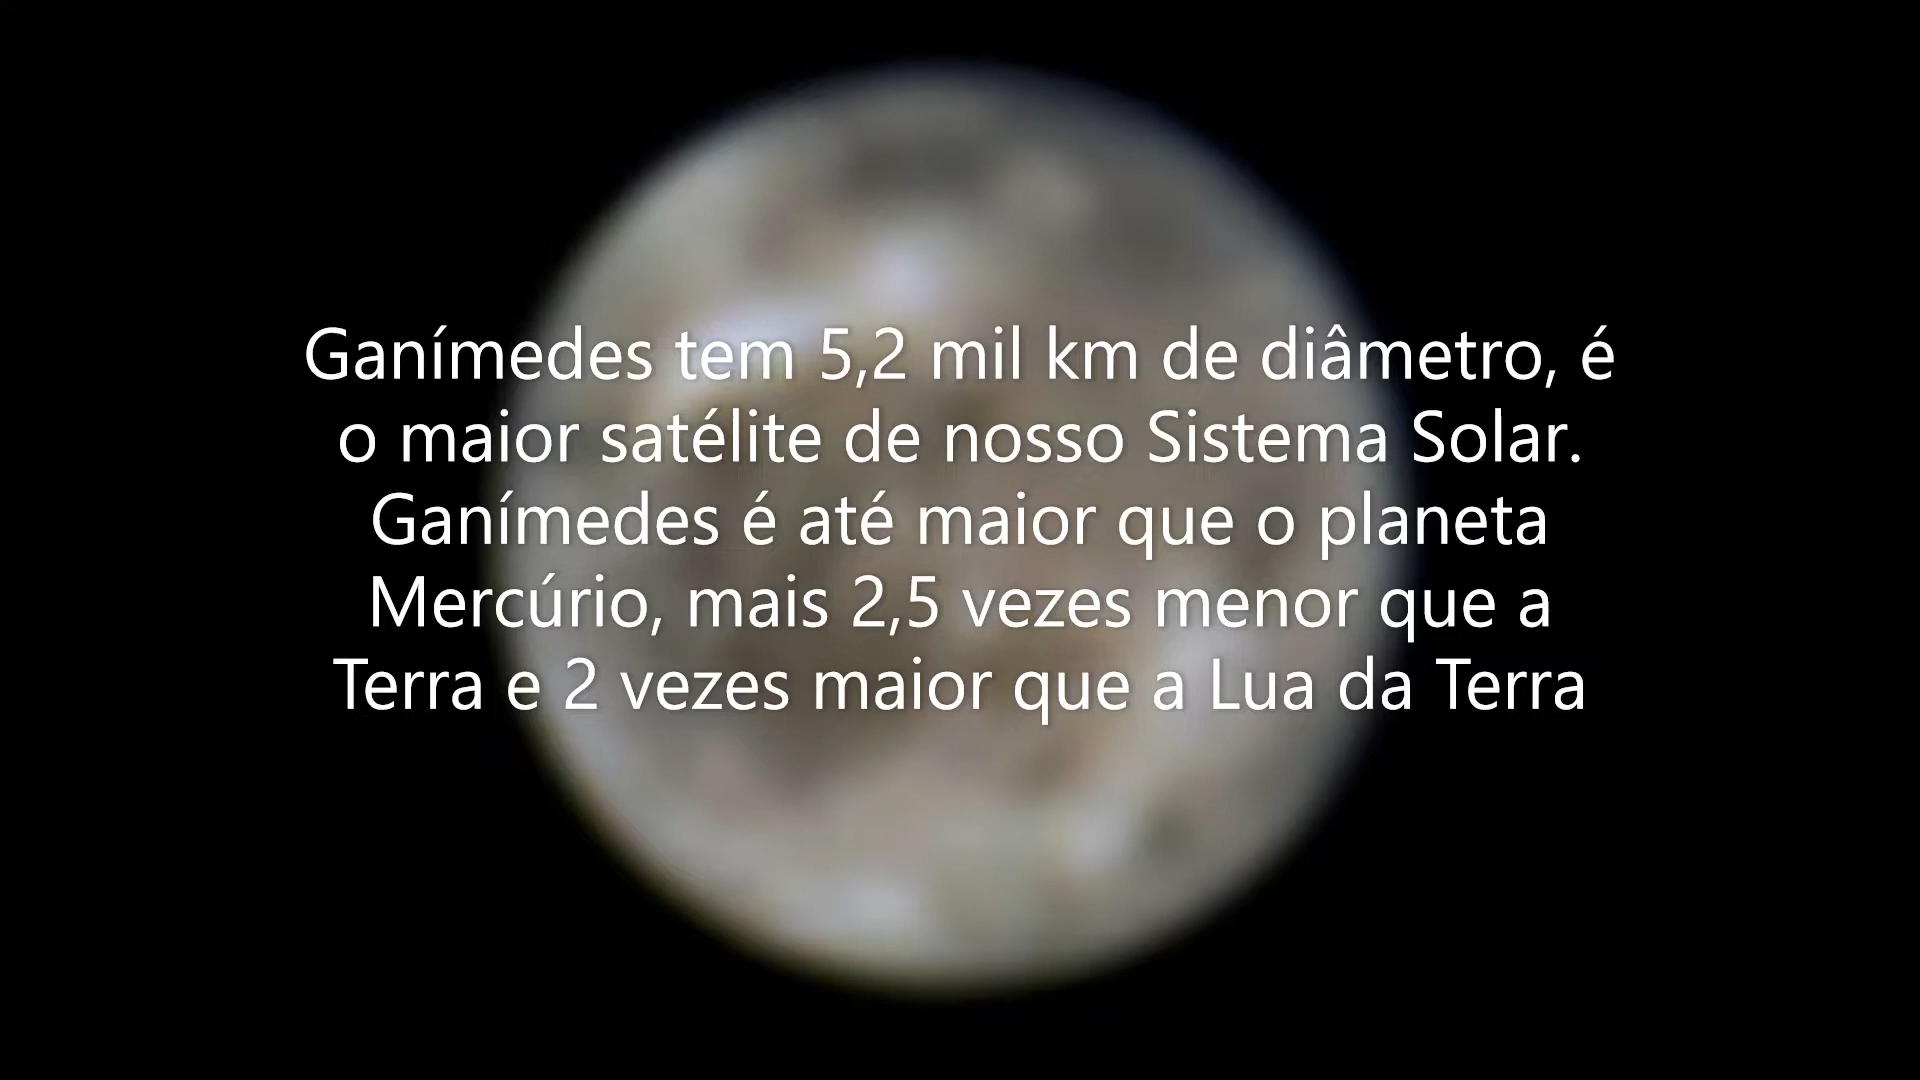 Ganímedes tem 5,2 mil km de diâmetro, é
o maior satélite de nosso Sistema Solar.
Ganímedes é até maior que o planeta
Mercúrio, mais 2,5 vezes menor que a
Terra e 2 vezes maior que a Lua da Terra